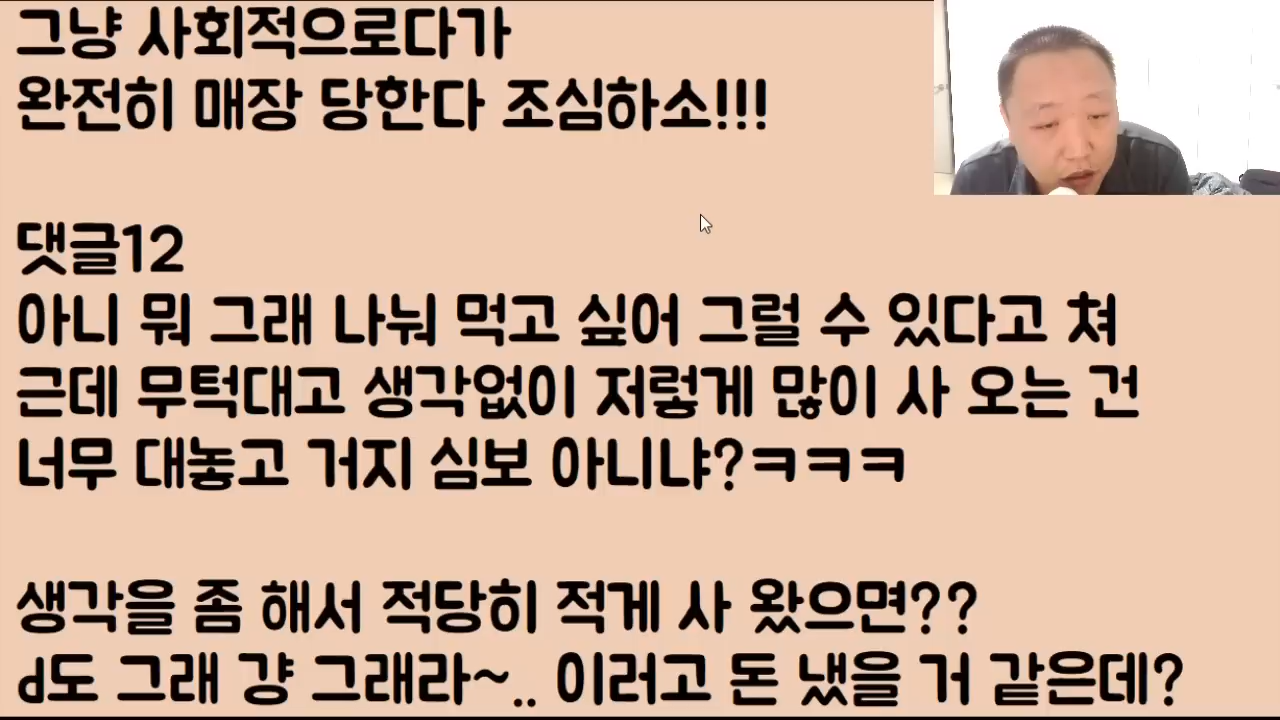 그냥 사회적으로다가
완전히 매장 당한다 조심하소!!!
댓글12
아니 뭐 그래 나눠 먹고 싶어 그럴 수 있다고 쳐
근데 무턱대고 생각없이 저렇게 많이 사 오는 건
너무 대놓고 거지 심보 아니냐?ㅋㅋㅋ
생각을 좀 해서 적당히 적게 사 왔으면??
d도 그래 걍 그래라~.. 이러고 돈 냈을 거 같은데?